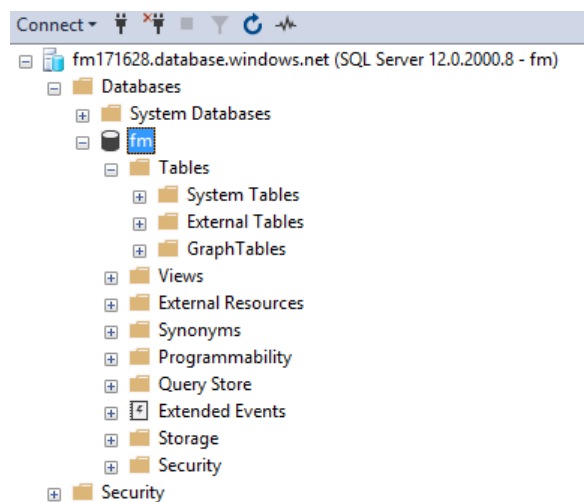 Connect
fm171628.database.windows.net (SQL Server 12.0.2000.8 - fm)
Databases
System Databases
fm
Tables
System Tables
External Tables
GraphTables
Views
External Resources
Synonyms
Programmability
Query Store
Extended Events
Storage
Security
Security